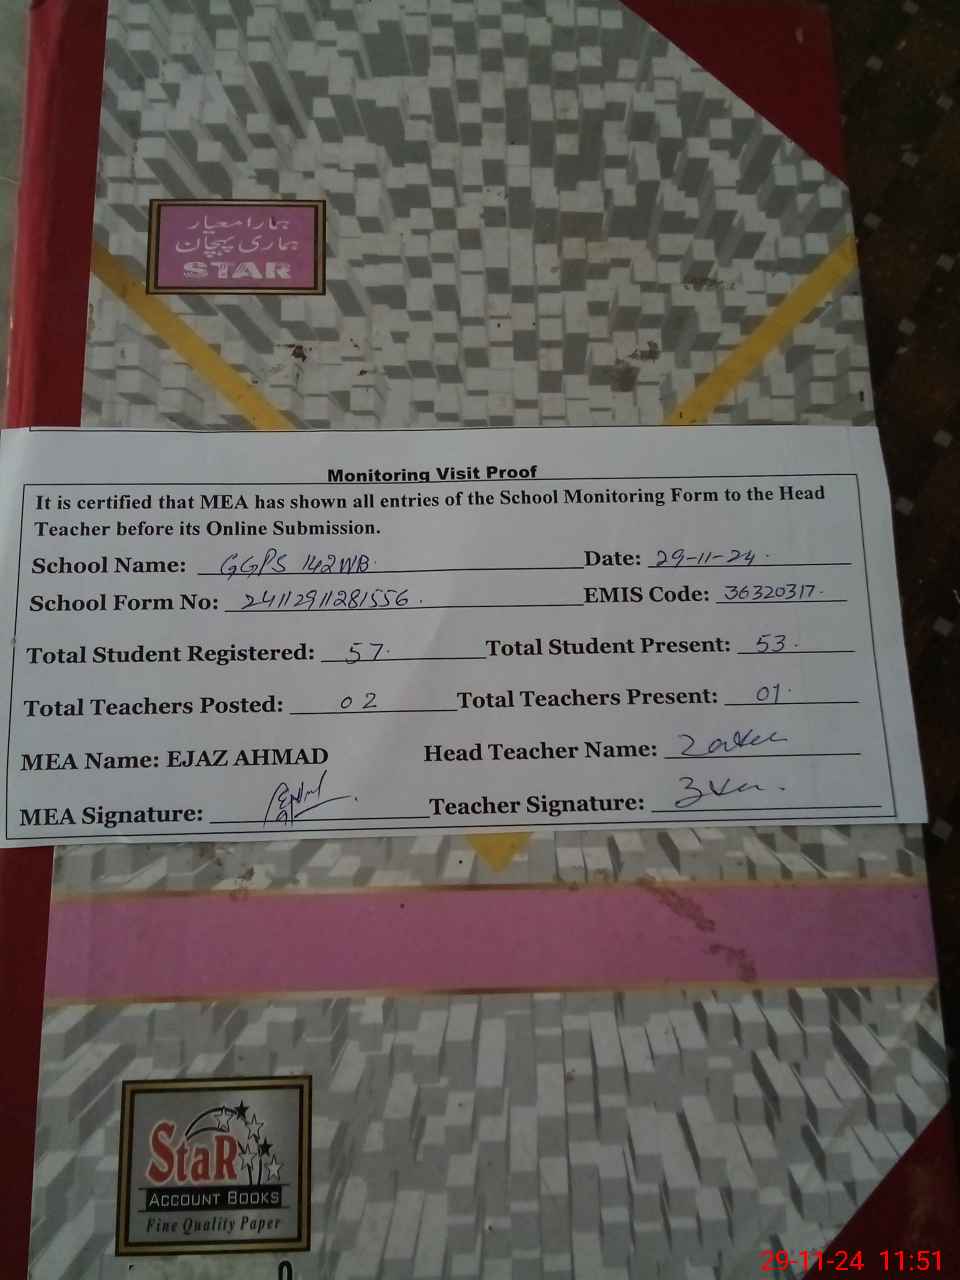 ہمارا معیار
ہماری پہچان
STAR
Monitoring Visit Proof
It is certified that MEA has shown all entries of the School Monitoring Form to the Head
Teacher before its Online Submission.
School Name: GGPS 142WB. Date: 29-11-24.
School Form No: 24112911281556. EMIS Code: 36320317.
Total Student Registered: 57. Total Student Present: 53.
Total Teachers Posted: 02 Total Teachers Present: 01.
MEA Name: EJAZ AHMAD Head Teacher Name:
MEA Signature: Teacher Signature:
StaR
ACCOUNT BOOKS
Fine Quality Paper
29-11-24 11:51